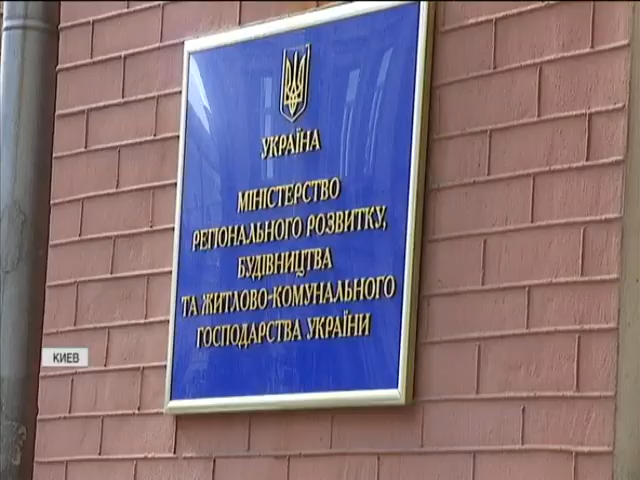 УКРАЇНА
МІНІСТЕРСТВО
РЕГІОНАЛЬНОГО РОЗВИТКУ,
БУДІВНИЦТВА
ТА ЖИТЛОВО-КОМУНАЛЬНОГО
ГОСПОДАРСТВА УКРАЇНИ
КИЕВ